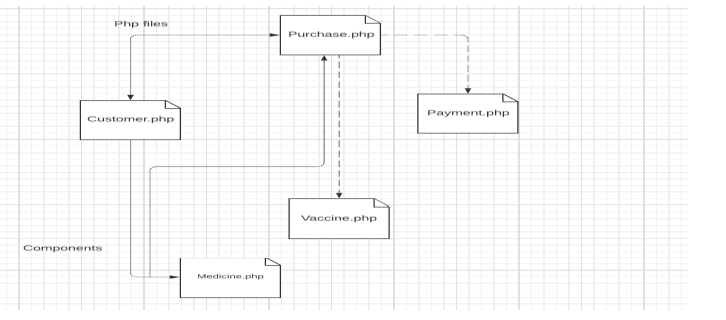 Php files
Purchase.php
Customer.php
Payment.php
Vaccine.php
Components
Medicine.php